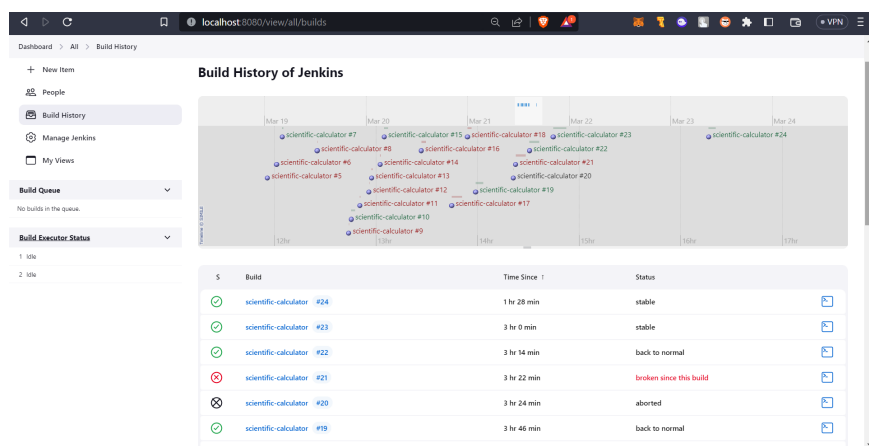 localhost:8080/view/all/builds
VPN
Dashboard > All > Build History
New Item
People
Build History
Manage Jenkins
My Views
Build Queue
No builds in the queue.
Build Executor Status
1 Idle
2 Idle
Build History of Jenkins
Mar 19 Mar 20 Mar 21 Mar 22 Mar 23 Mar 24
scientific-calculator #7 scientific-calculator #15 scientific-calculator #18 scientific-calculator #23 scientific-calculator #24
scientific-calculator #8 scientific-calculator #16 scientific-calculator #22
scientific-calculator #6 scientific-calculator #14 scientific-calculator #21
scientific-calculator #5 scientific-calculator #13 scientific-calculator #20
scientific-calculator #12 scientific-calculator #19
scientific-calculator #11 scientific-calculator #17
scientific-calculator #10
scientific-calculator #9
12hr 13hr 14hr 15hr 16hr 17hr
S Build Time Since ↑ Status
scientific-calculator #24 1 hr 28 min stable
scientific-calculator #23 3 hr 0 min stable
scientific-calculator #22 3 hr 14 min back to normal
scientific-calculator #21 3 hr 22 min broken since this build
scientific-calculator #20 3 hr 24 min aborted
scientific-calculator #19 3 hr 46 min back to normal